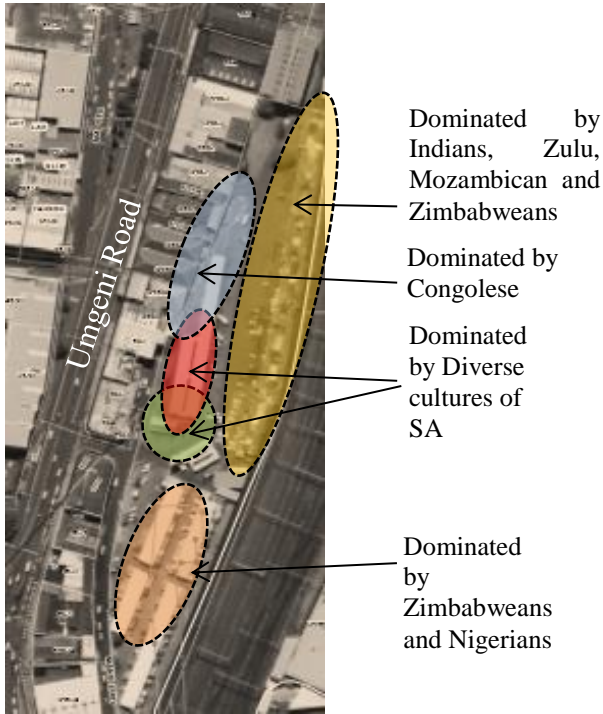 Umgeni Road
Dominated by
Indians, Zulu,
Mozambican and
Zimbabweans
Dominated by
Congolese
Dominated
by Diverse
cultures of
SA
Dominated
by
Zimbabweans
and Nigerians